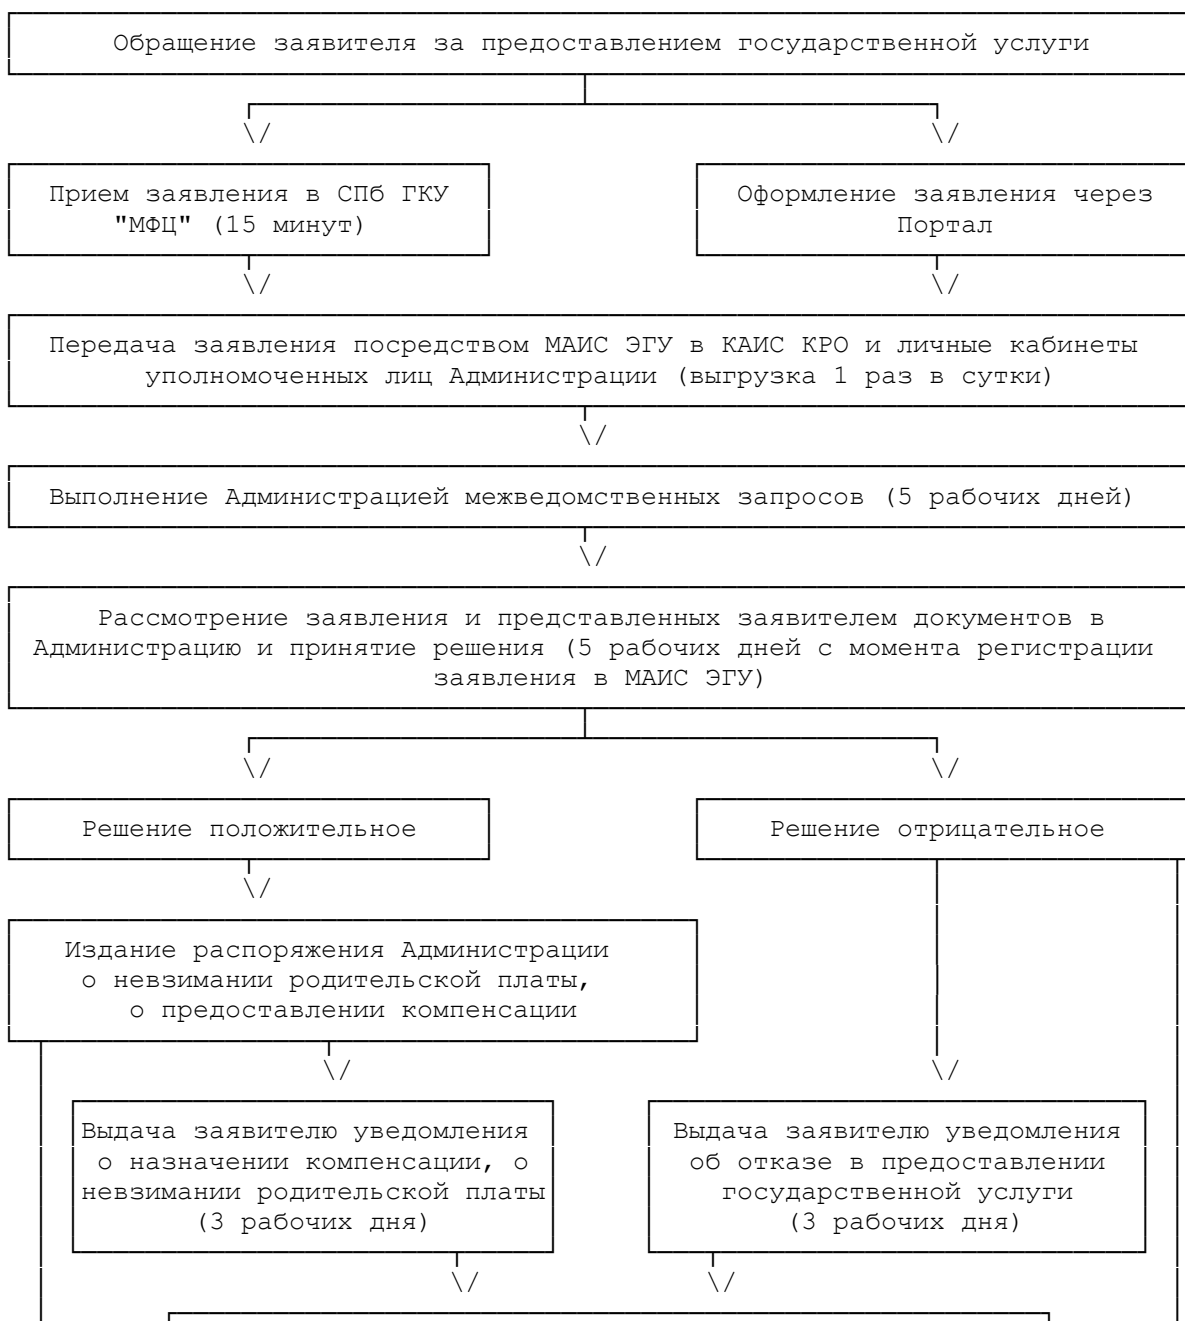 Обращение заявителя за предоставлением государственной услуги
Прием заявления в СПб ГКУ
"МФЦ" (15 минут)
Оформление заявления через
Портал
Передача заявления посредством МАИС ЭГУ в КАИС КРО и личные кабинеты
уполномоченных лиц Администрации (выгрузка 1 раз в сутки)
Выполнение Администрацией межведомственных запросов (5 рабочих дней)
Рассмотрение заявления и представленных заявителем документов в
Администрацию и принятие решения (5 рабочих дней с момента регистрации
заявления в МАИС ЭГУ)
Решение положительное
Решение отрицательное
Издание распоряжения Администрации
о невзимании родительской платы,
о предоставлении компенсации
Выдача заявителю уведомления
о назначении компенсации, о
невзимании родительской платы
(3 рабочих дня)
Выдача заявителю уведомления
об отказе в предоставлении
государственной услуги
(3 рабочих дня)